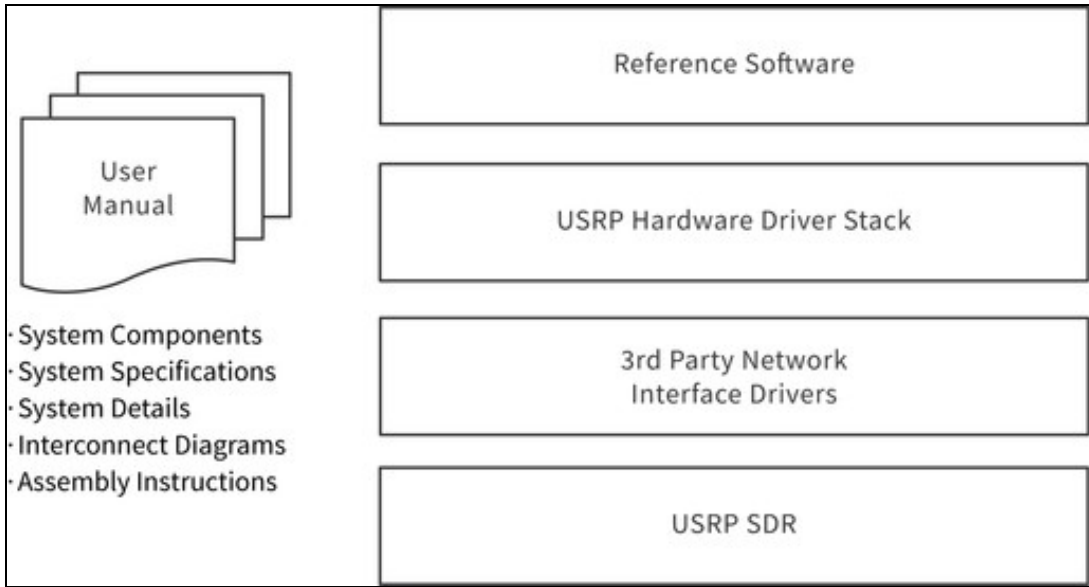 User
Manual
· System Components
· System Specifications
· System Details
· Interconnect Diagrams
· Assembly Instructions
Reference Software
USRP Hardware Driver Stack
3rd Party Network
Interface Drivers
USRP SDR